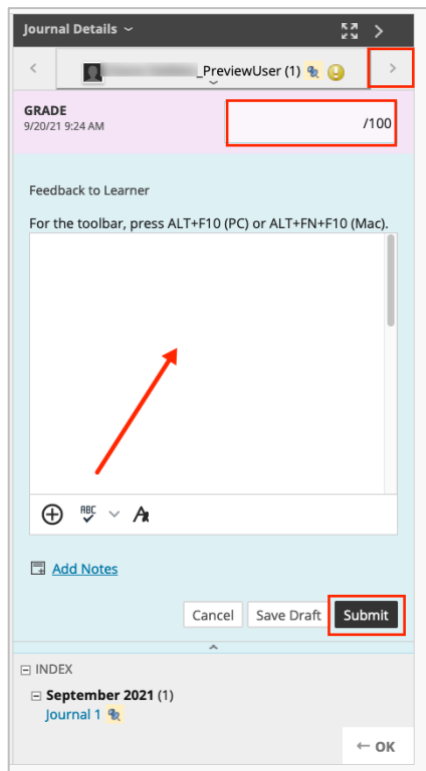 Journal Details
_PreviewUser (1)
GRADE
9/20/21 9:24 AM
/100
Feedback to Learner
For the toolbar, press ALT+F10 (PC) or ALT+FN+F10 (Mac).
ABC
Add Notes
Cancel Save Draft Submit
INDEX
September 2021 (1)
Journal 1
← OK